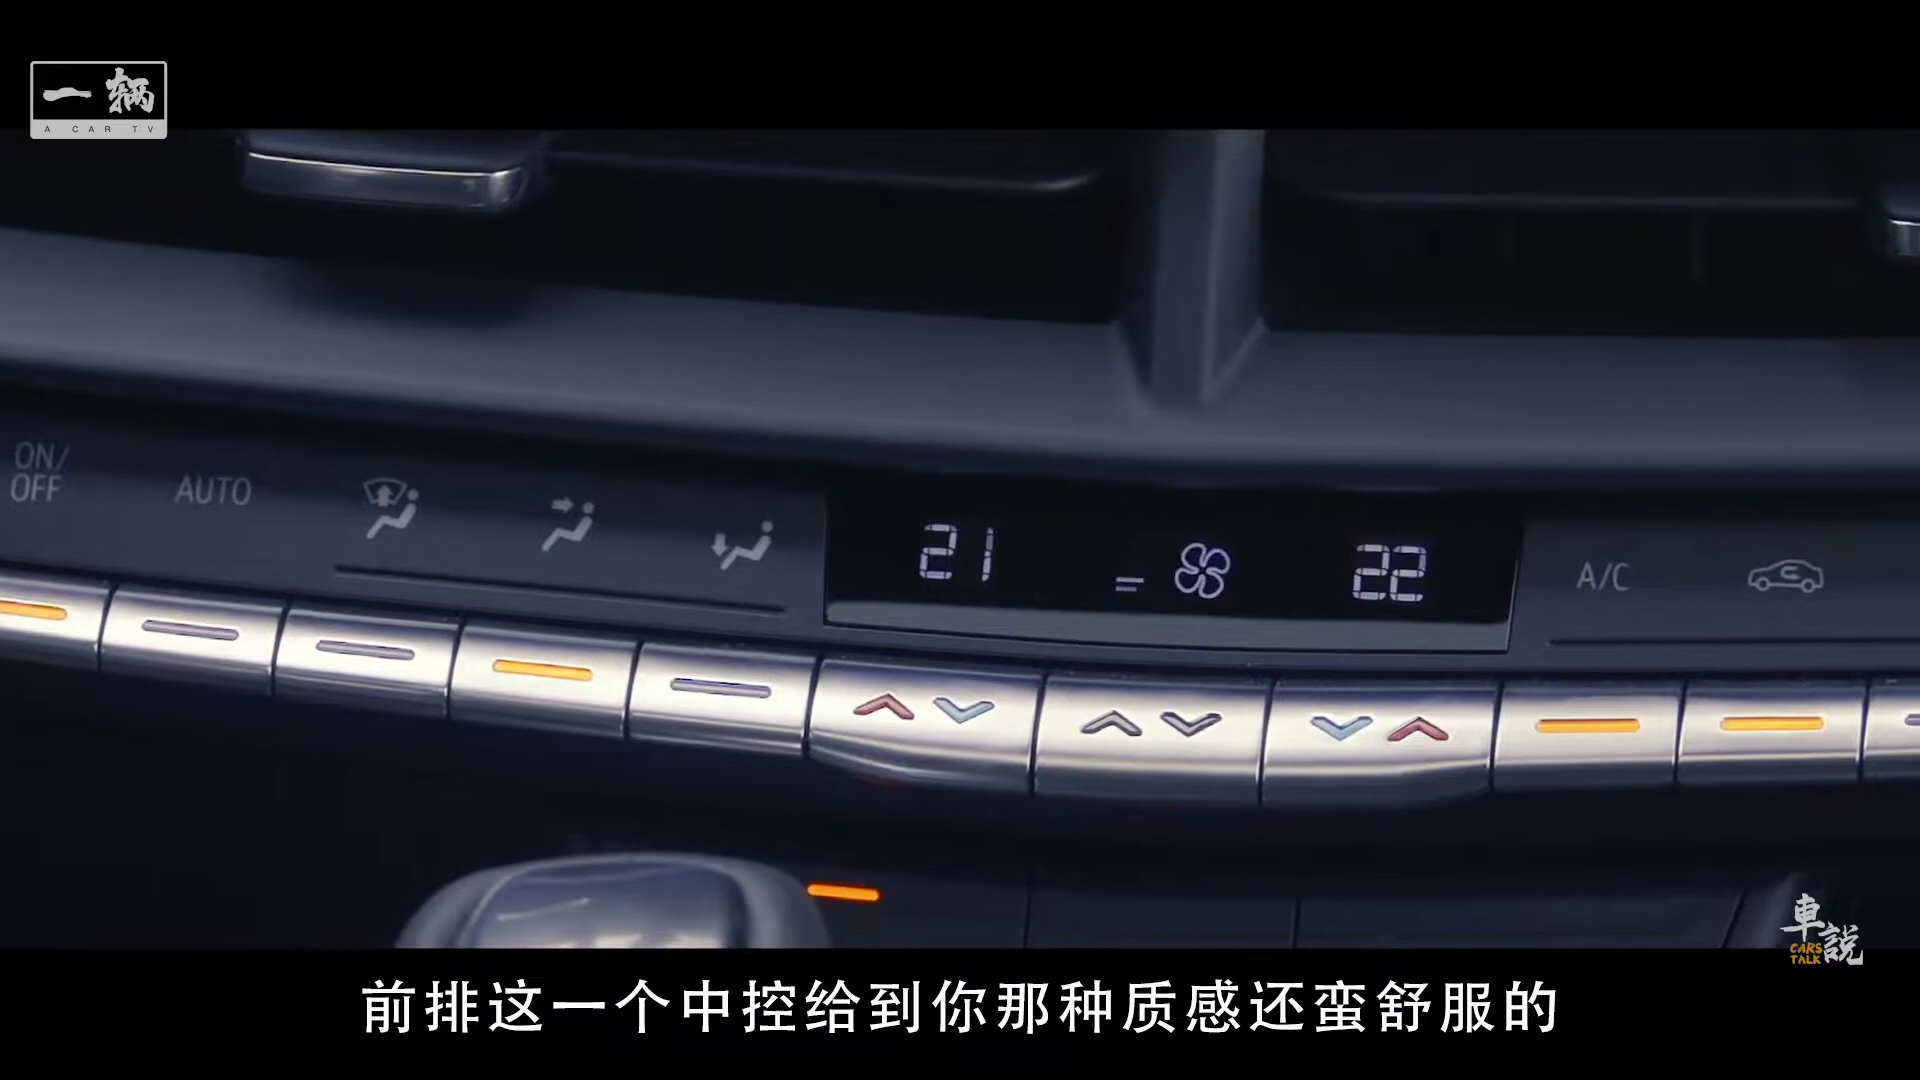 一辆
A CAR TV
ON/
OFF
AUTO
21
22
A/C
車説
CARS
TALK
前排这一个中控给到你那种质感还蛮舒服的